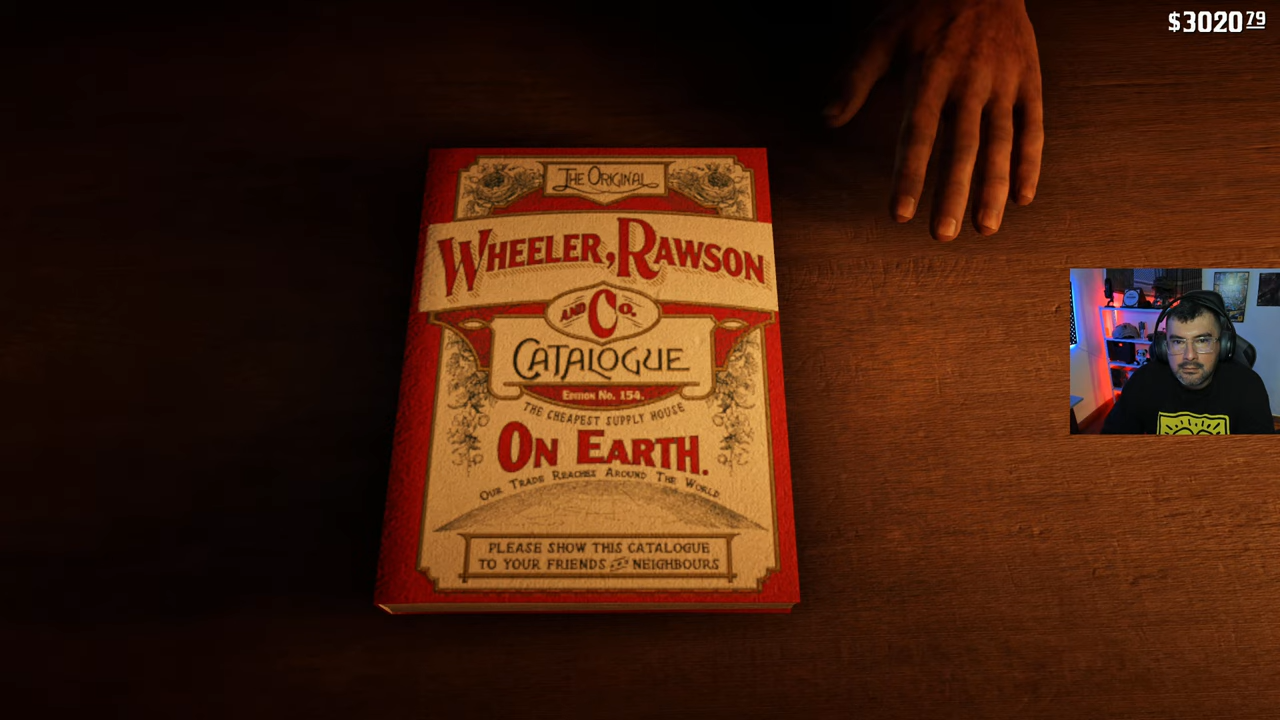 $3020 79
THE ORIGINAL
WHEELER, RAWSON
AND CO.
CATALOGUE
EDITION No. 154.
THE CHEAPEST SUPPLY HOUSE
ON EARTH.
OUR TRADE REACHES AROUND THE WORLD.
PLEASE SHOW THIS CATALOGUE
TO YOUR FRIENDS AND NEIGHBOURS